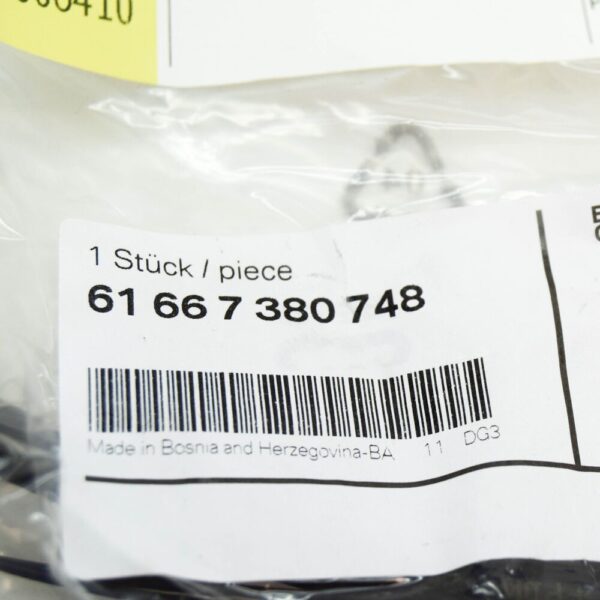 1 Stück / piece
61 66 7 380 748
Made in Bosnia and Herzegovina-BA 11 DG3